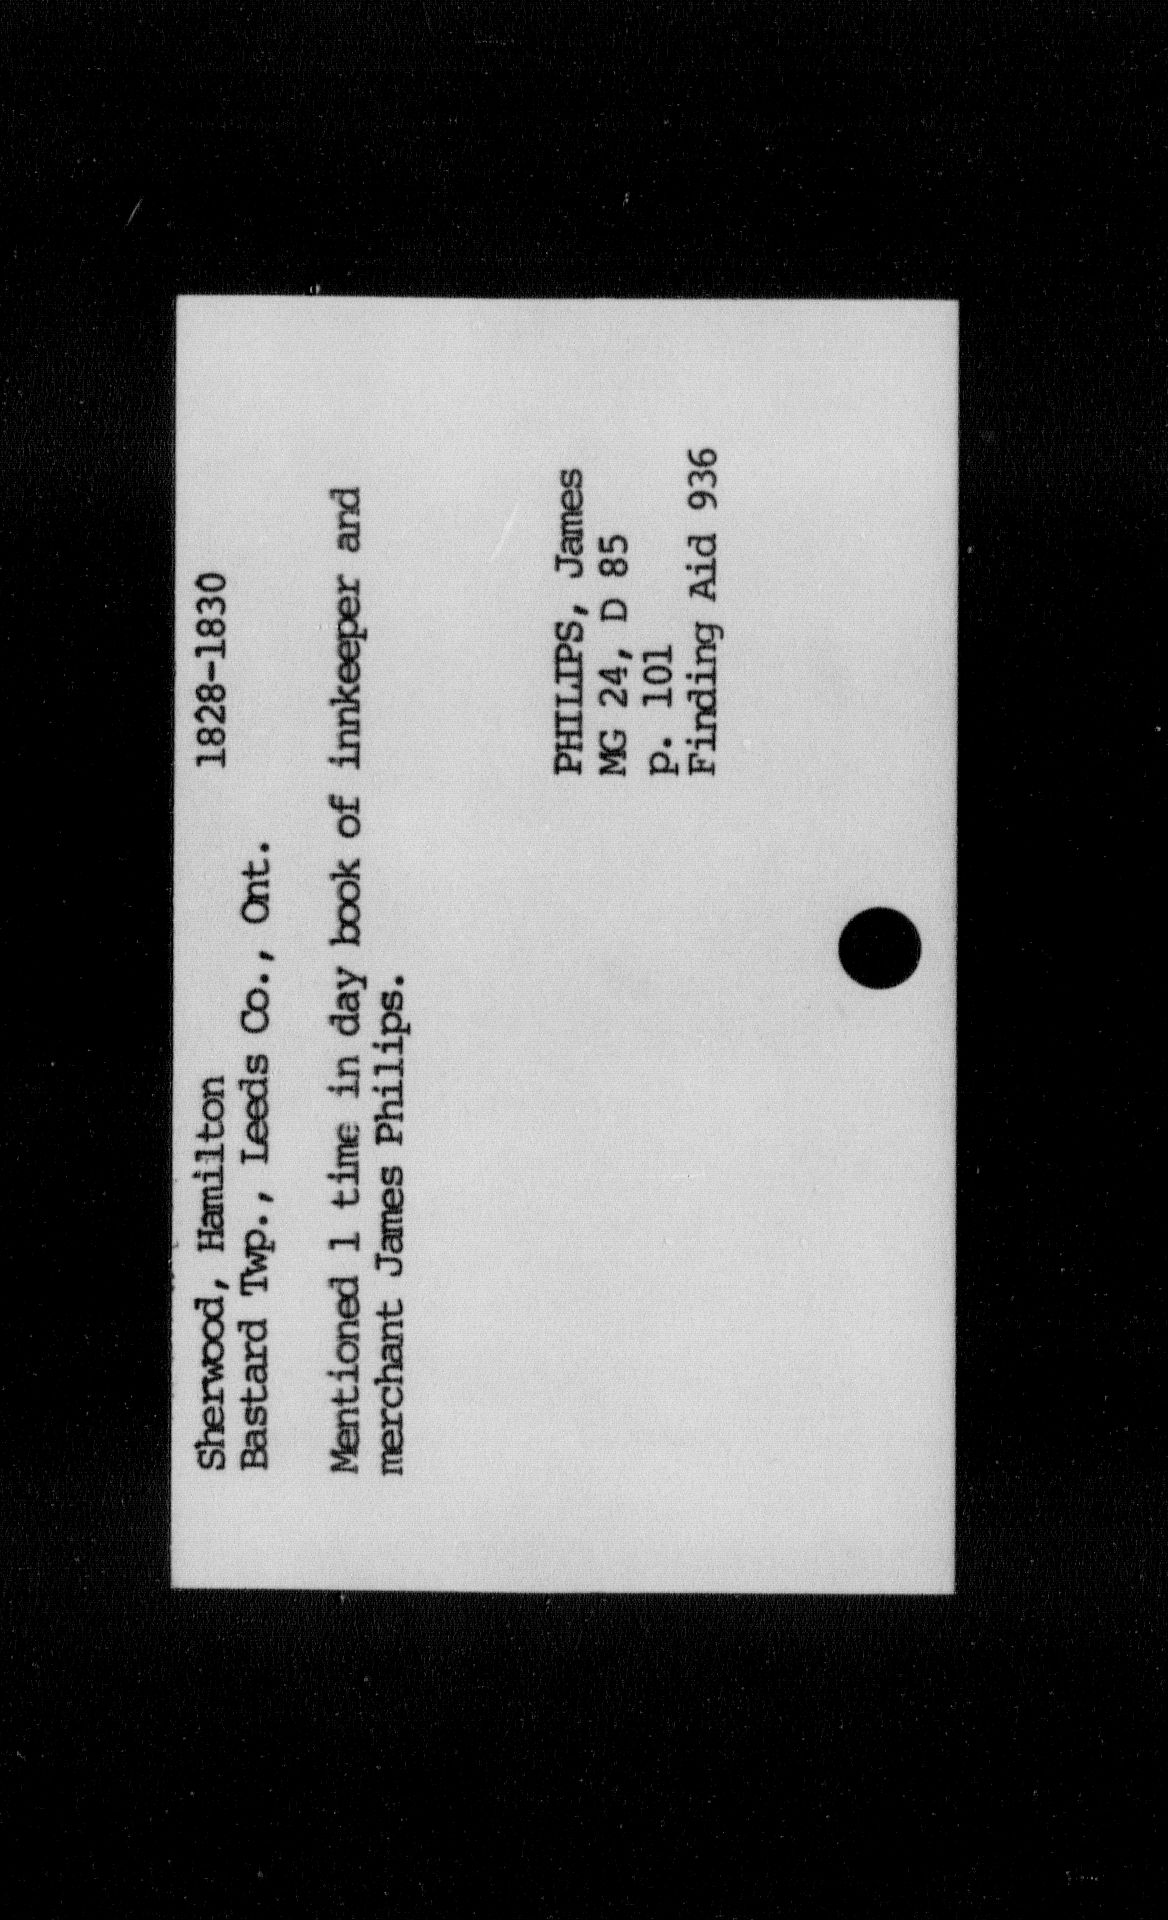 Sherwood, Hamilton 1828-1830
Bastard Twp., Leeds Co., Ont.
Mentioned 1 time in day book of innkeeper and
merchant James Philips.
PHILIPS, James
MG 24, D 85
p. 101
Finding Aid 936